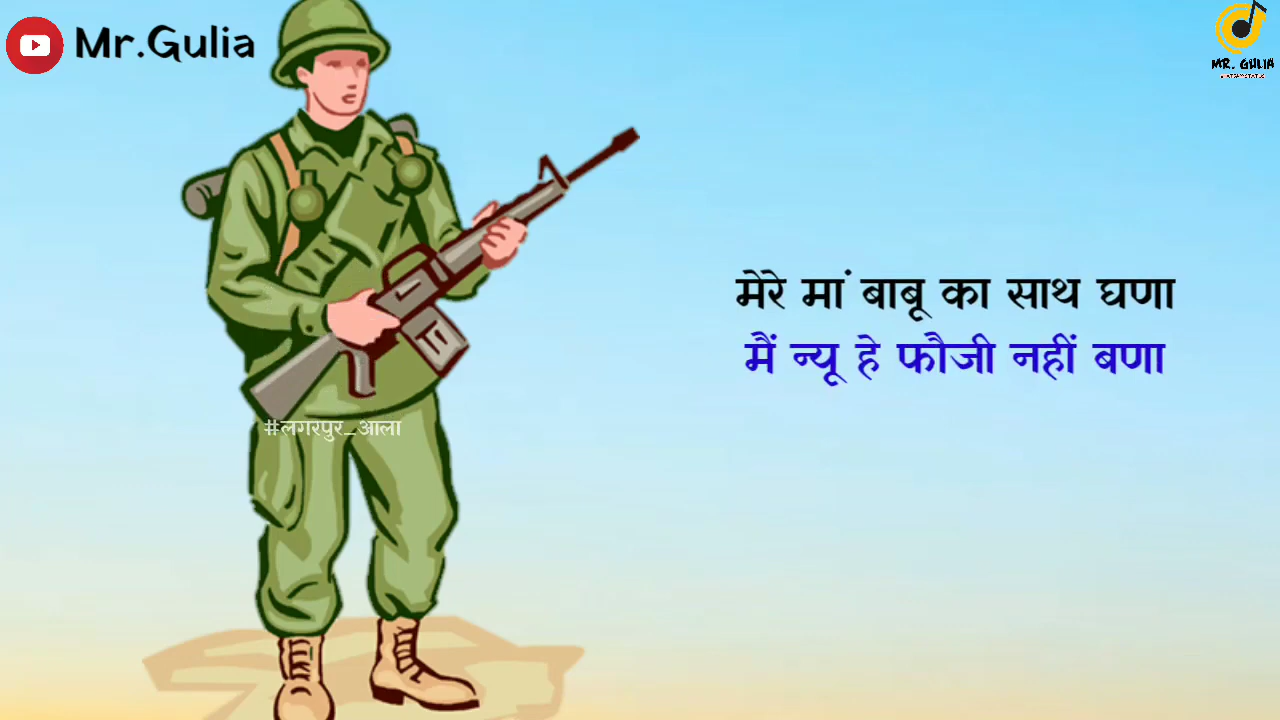 Mr.Gulia
MR. GULIA
मेरे मां बाबू का साथ घणा
मैं न्यू हे फौजी नहीं बणा
#लगरपुर_आला